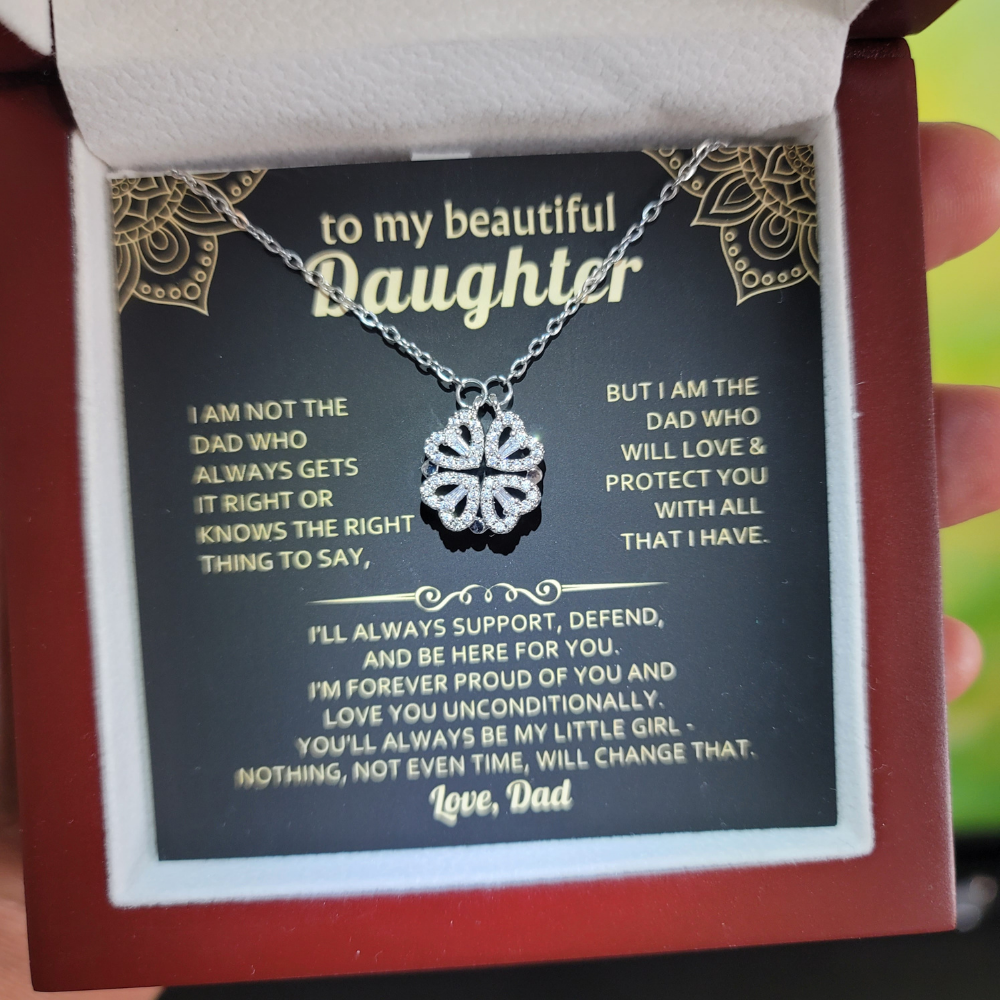 to my beautiful
Daughter
I AM NOT THE
DAD WHO
ALWAYS GETS
IT RIGHT OR
KNOWS THE RIGHT
THING TO SAY,
BUT I AM THE
DAD WHO
WILL LOVE &
PROTECT YOU
WITH ALL
THAT I HAVE.
I'LL ALWAYS SUPPORT, DEFEND,
AND BE HERE FOR YOU.
I'M FOREVER PROUD OF YOU AND
LOVE YOU UNCONDITIONALLY.
YOU'LL ALWAYS BE MY LITTLE GIRL -
NOTHING, NOT EVEN TIME, WILL CHANGE THAT.
Love, Dad